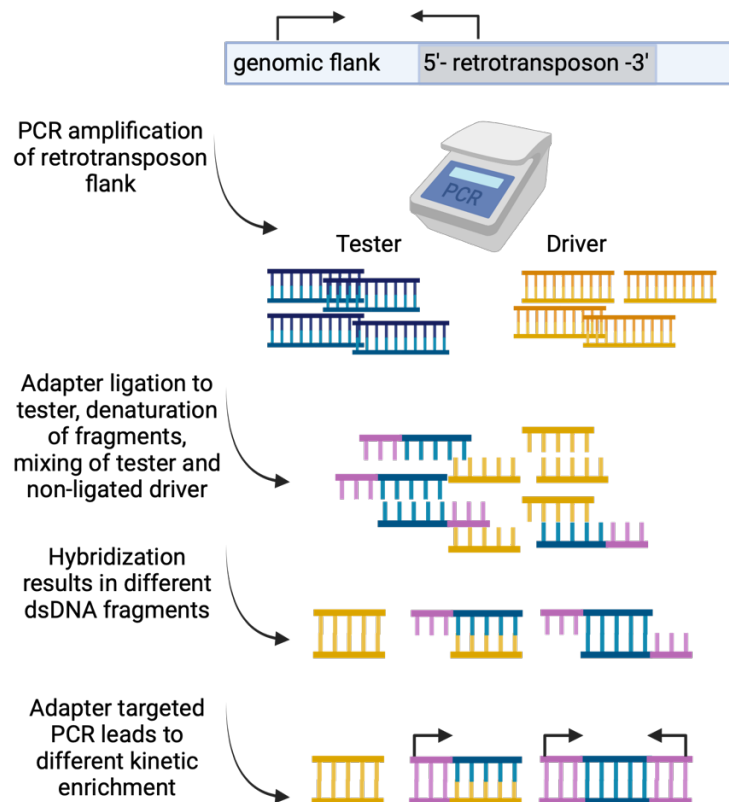 genomic flank
5'- retrotransposon -3'
PCR amplification
of retrotransposon
flank
PCR
Tester
Driver
Adapter ligation to
tester, denaturation
of fragments,
mixing of tester and
non-ligated driver
Hybridization
results in different
dsDNA fragments
Adapter targeted
PCR leads to
different kinetic
enrichment